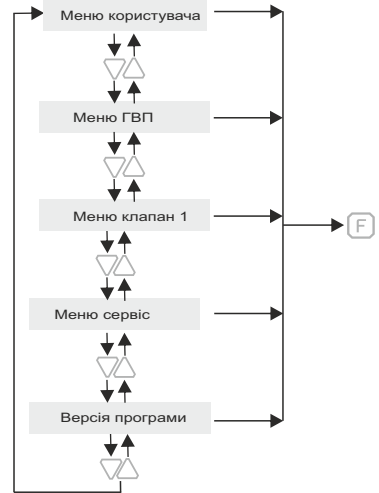 Меню користувача
Меню ГВП
Меню клапан 1
F
Меню сервіс
Версія програми